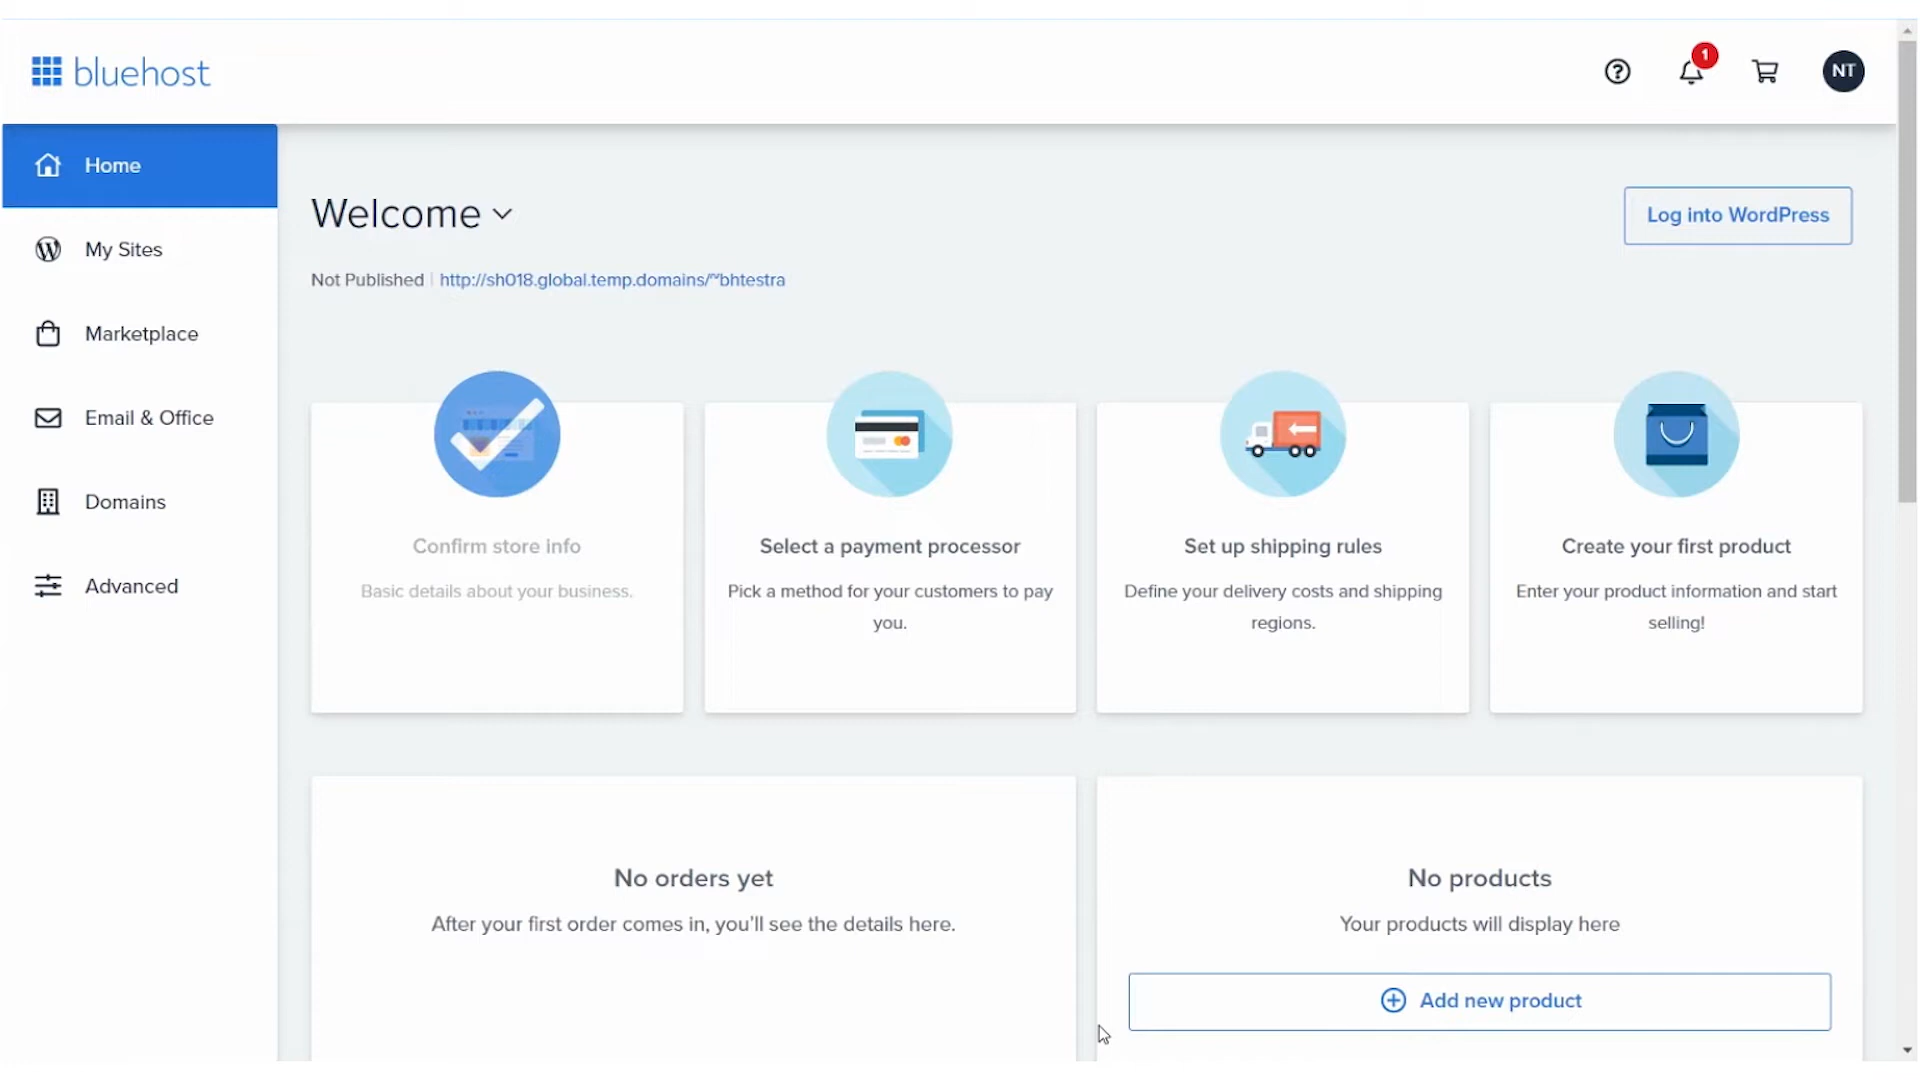 bluehost
1
NT
Home
My Sites
Marketplace
Email & Office
Domains
Advanced
Welcome
Log into WordPress
Not Published | http://sh018.global.temp.domains/~bhtestra
Confirm store info
Basic details about your business.
Select a payment processor
Pick a method for your customers to pay
you.
Set up shipping rules
Define your delivery costs and shipping
regions.
Create your first product
Enter your product information and start
selling!
No orders yet
After your first order comes in, you'll see the details here.
No products
Your products will display here
Add new product